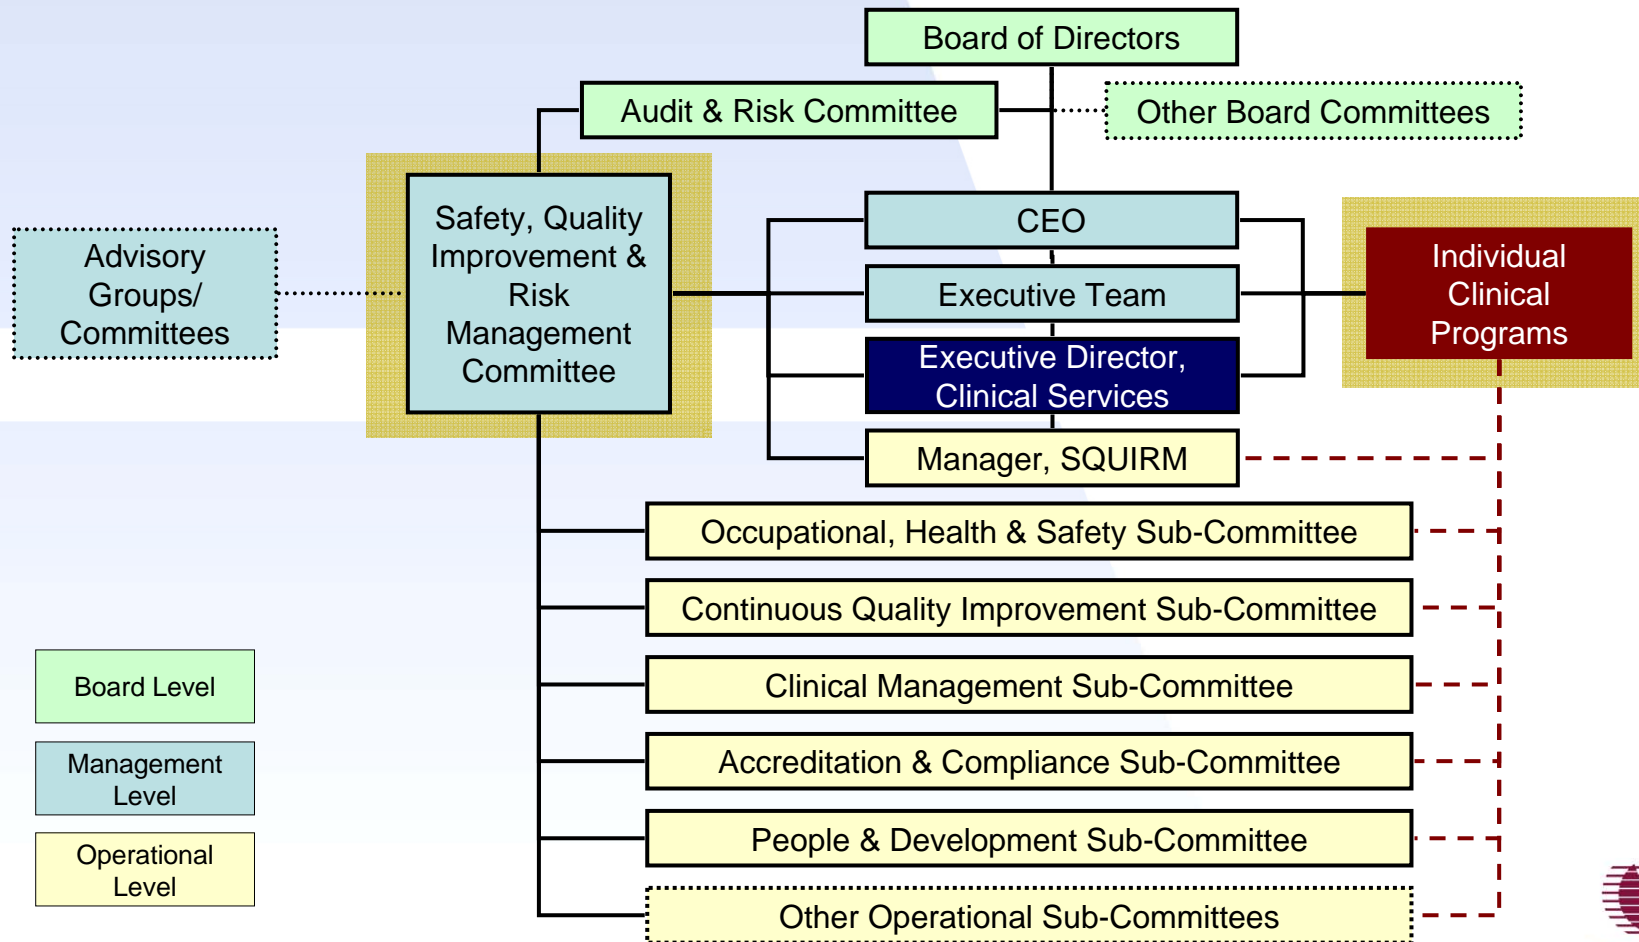 Board of Directors
Audit & Risk Committee
Other Board Committees
Safety, Quality
Improvement &
Risk
Management
Committee
Advisory
Groups/
Committees
CEO
Executive Team
Executive Director,
Clinical Services
Manager, SQUIRM
Individual
Clinical
Programs
Occupational, Health & Safety Sub-Committee
Continuous Quality Improvement Sub-Committee
Clinical Management Sub-Committee
Accreditation & Compliance Sub-Committee
People & Development Sub-Committee
Other Operational Sub-Committees
Board Level
Management
Level
Operational
Level